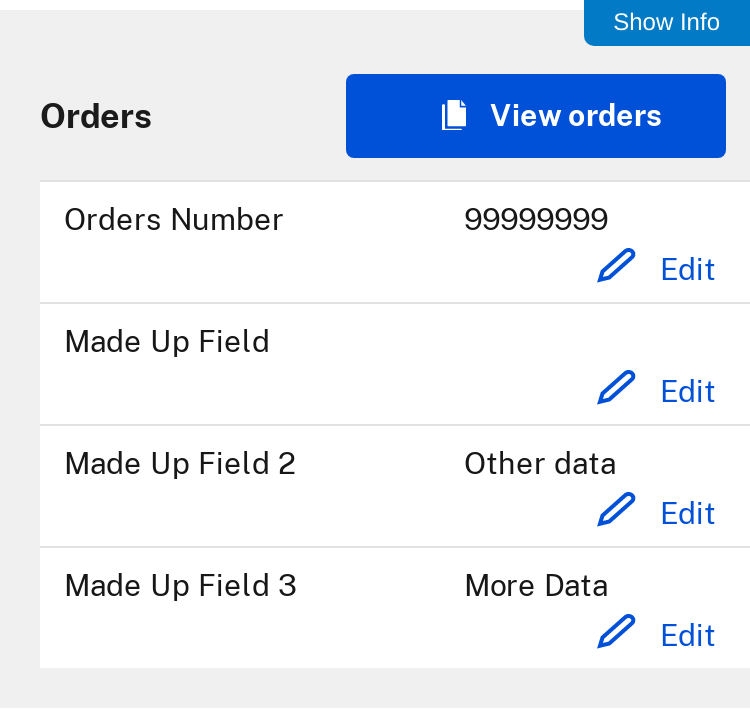 Show Info
Orders
View orders
Orders Number 99999999
Edit
Made Up Field
Edit
Made Up Field 2 Other data
Edit
Made Up Field 3 More Data
Edit